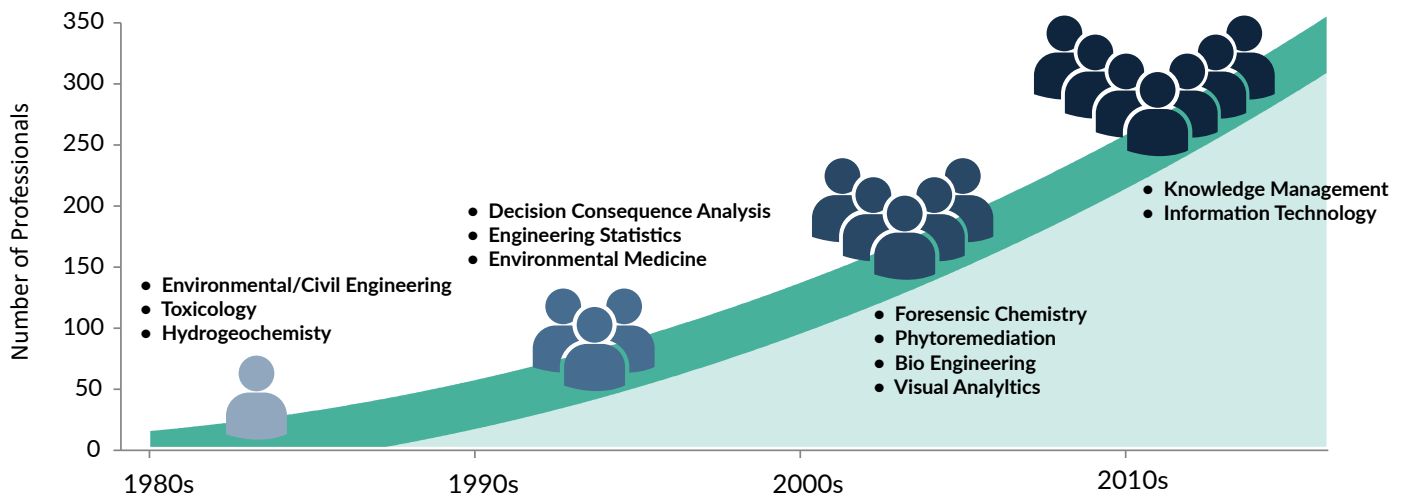 Number of Professionals
350
300
250
200
150
100
50
0
• Environmental/Civil Engineering
• Toxicology
• Hydrogeochemisty
• Decision Consequence Analysis
• Engineering Statistics
• Environmental Medicine
• Foresensic Chemistry
• Phytoremediation
• Bio Engineering
• Visual Analyltics
• Knowledge Management
• Information Technology
1980s
1990s
2000s
2010s